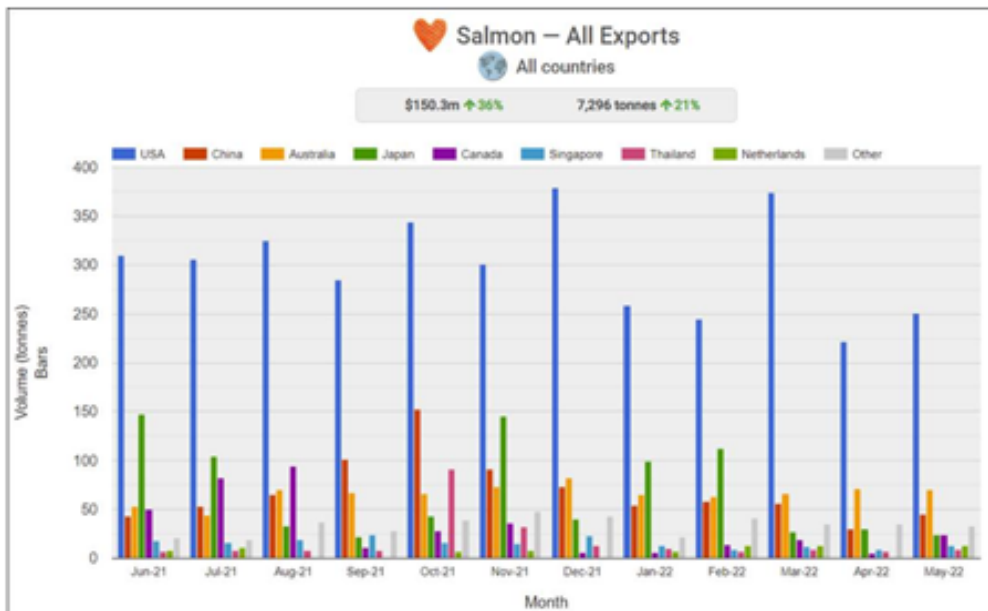 Salmon — All Exports
All countries
$150.3m ↑36% 7,296 tonnes ↑21%
USA China Australia Japan Canada Singapore Thailand Netherlands Other
400
350
300
250
200
150
100
50
0
Volume (tonnes)
Bars
Jun-21 Jul-21 Aug-21 Sep-21 Oct-21 Nov-21 Dec-21 Jan-22 Feb-22 Mar-22 Apr-22 May-22
Month